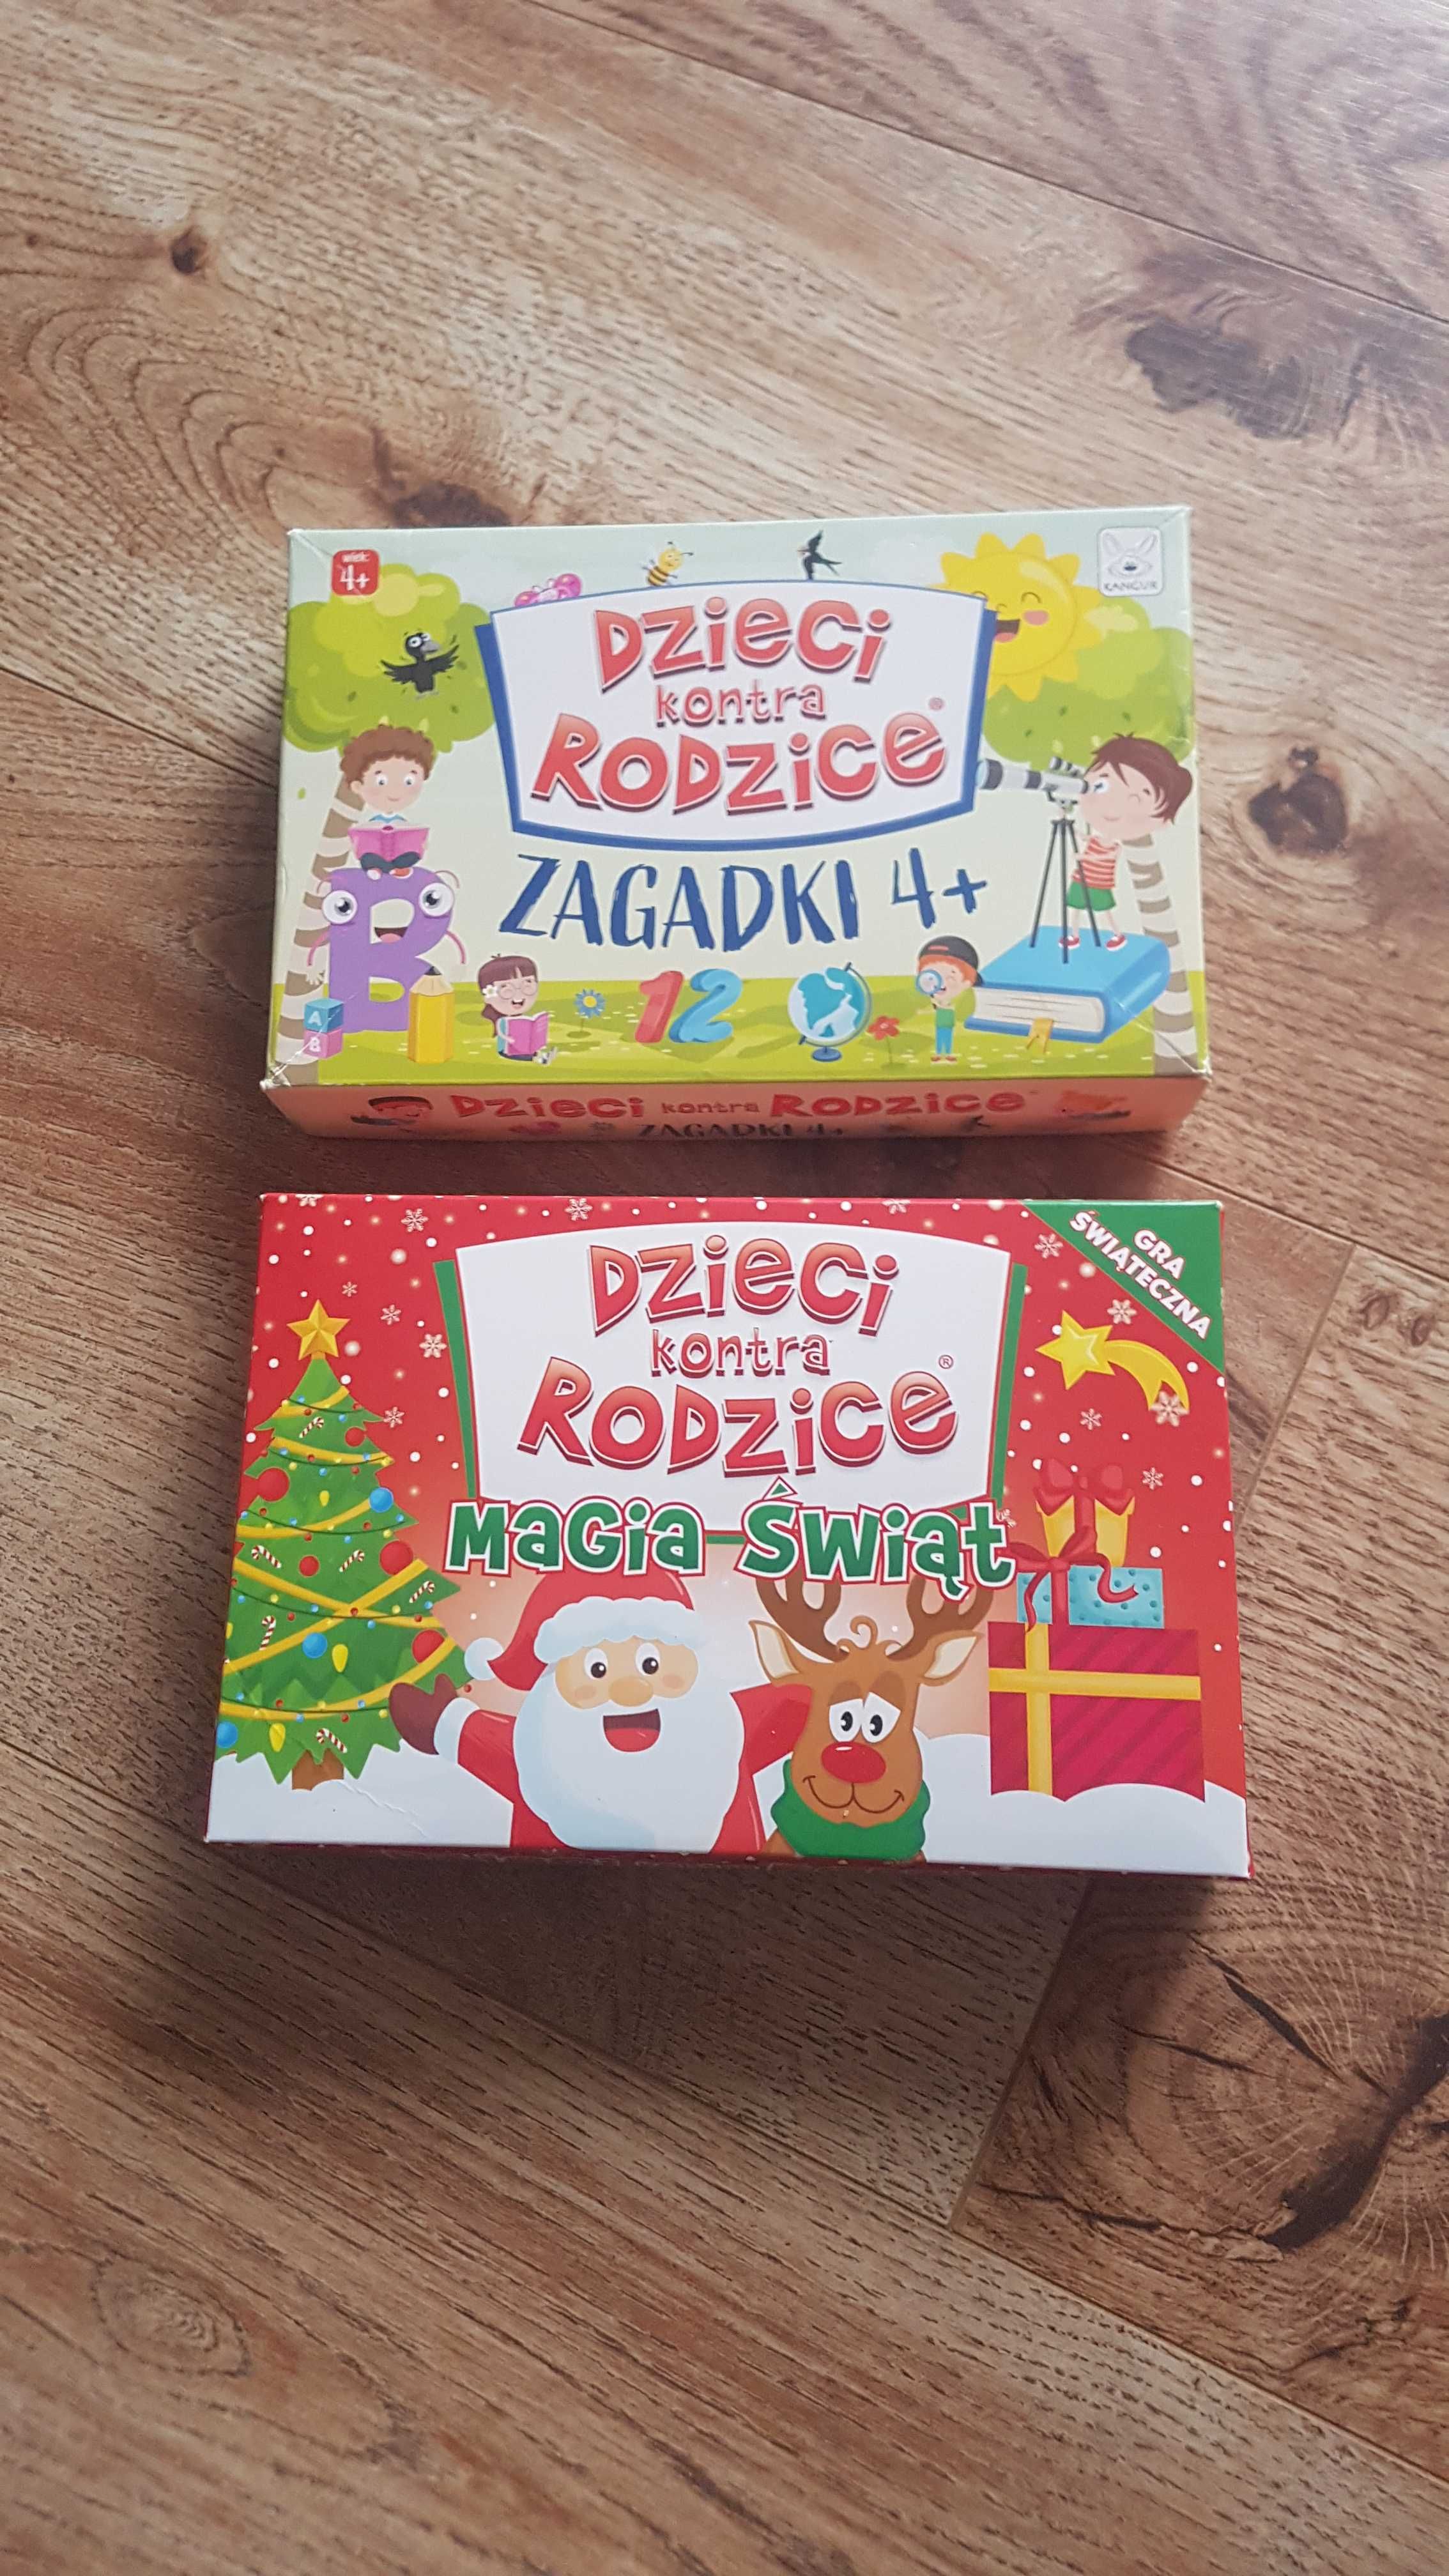 wiek:
4+
KANGUR
Dzieci
kontra
Rodzice®
ZAGADKI 4+
B
A
B
12
Dzieci kontra Rodzice
ZAGADKI 4+
GRA
ŚWIĄTECZNA
Dzieci
kontra
Rodzice®
Magia Świąt